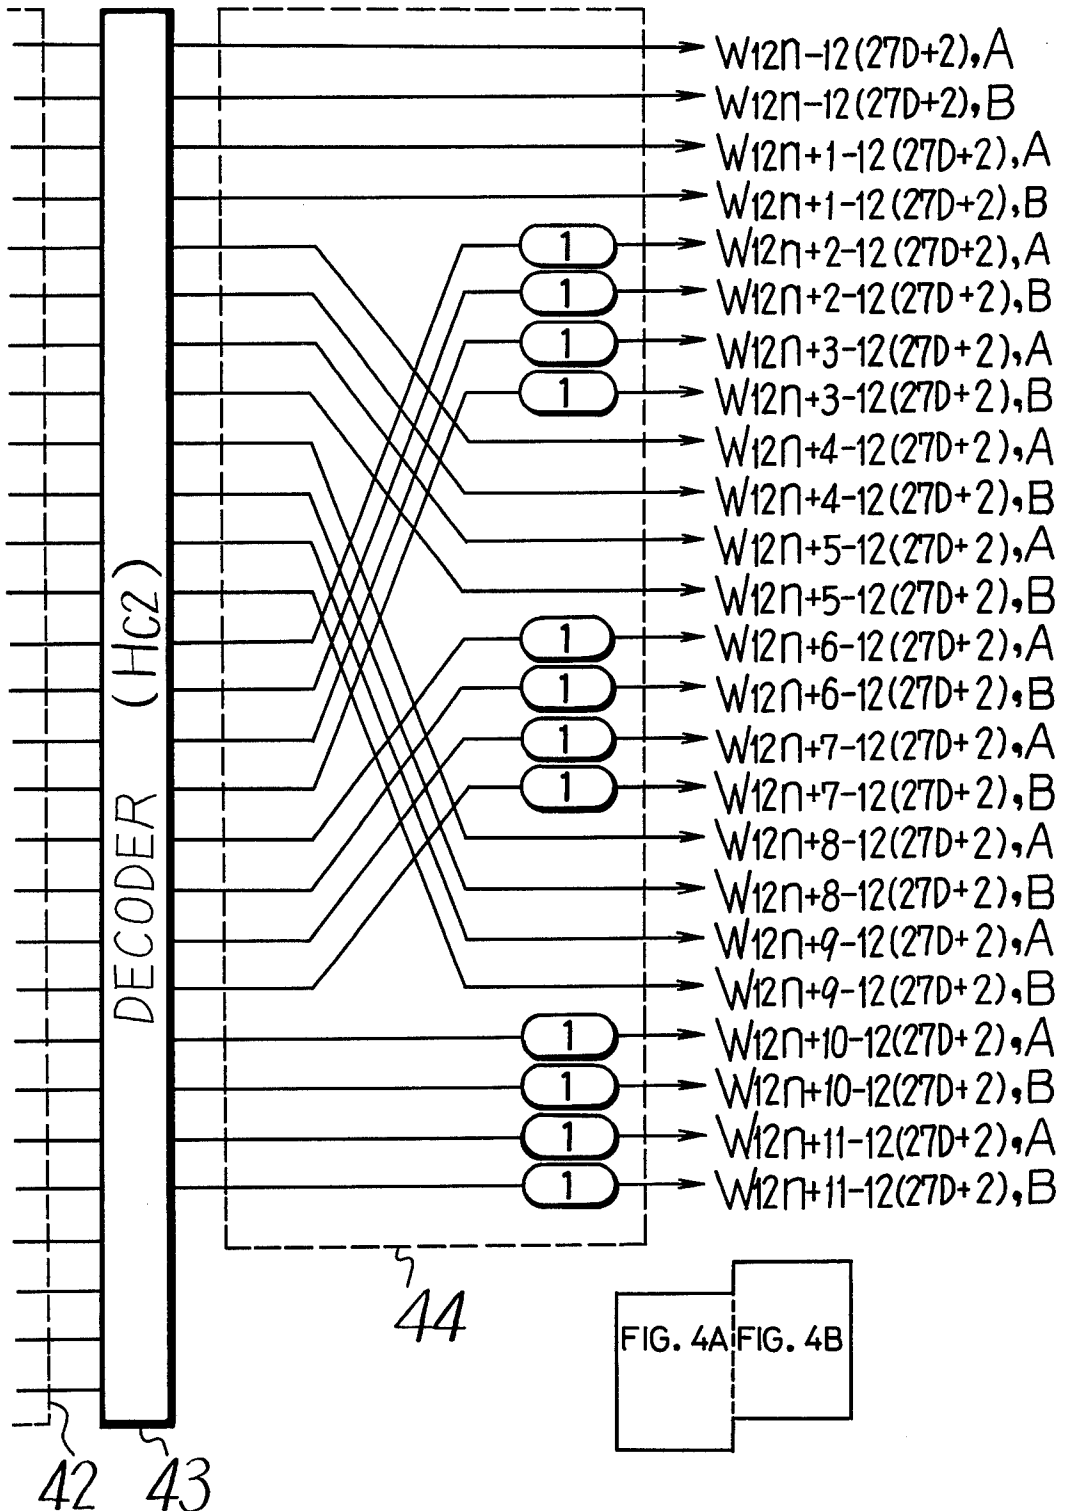 W12n-12(27D+2),A
W12n-12(27D+2),B
W12n+1-12(27D+2),A
W12n+1-12(27D+2),B
1 W12n+2-12(27D+2),A
1 W12n+2-12(27D+2),B
1 W12n+3-12(27D+2),A
1 W12n+3-12(27D+2),B
W12n+4-12(27D+2),A
W12n+4-12(27D+2),B
W12n+5-12(27D+2),A
W12n+5-12(27D+2),B
1 W12n+6-12(27D+2),A
1 W12n+6-12(27D+2),B
1 W12n+7-12(27D+2),A
1 W12n+7-12(27D+2),B
W12n+8-12(27D+2),A
W12n+8-12(27D+2),B
W12n+9-12(27D+2),A
W12n+9-12(27D+2),B
1 W12n+10-12(27D+2),A
1 W12n+10-12(27D+2),B
1 W12n+11-12(27D+2),A
1 W12n+11-12(27D+2),B
DECODER (HC2)
44
FIG. 4A FIG. 4B
42 43